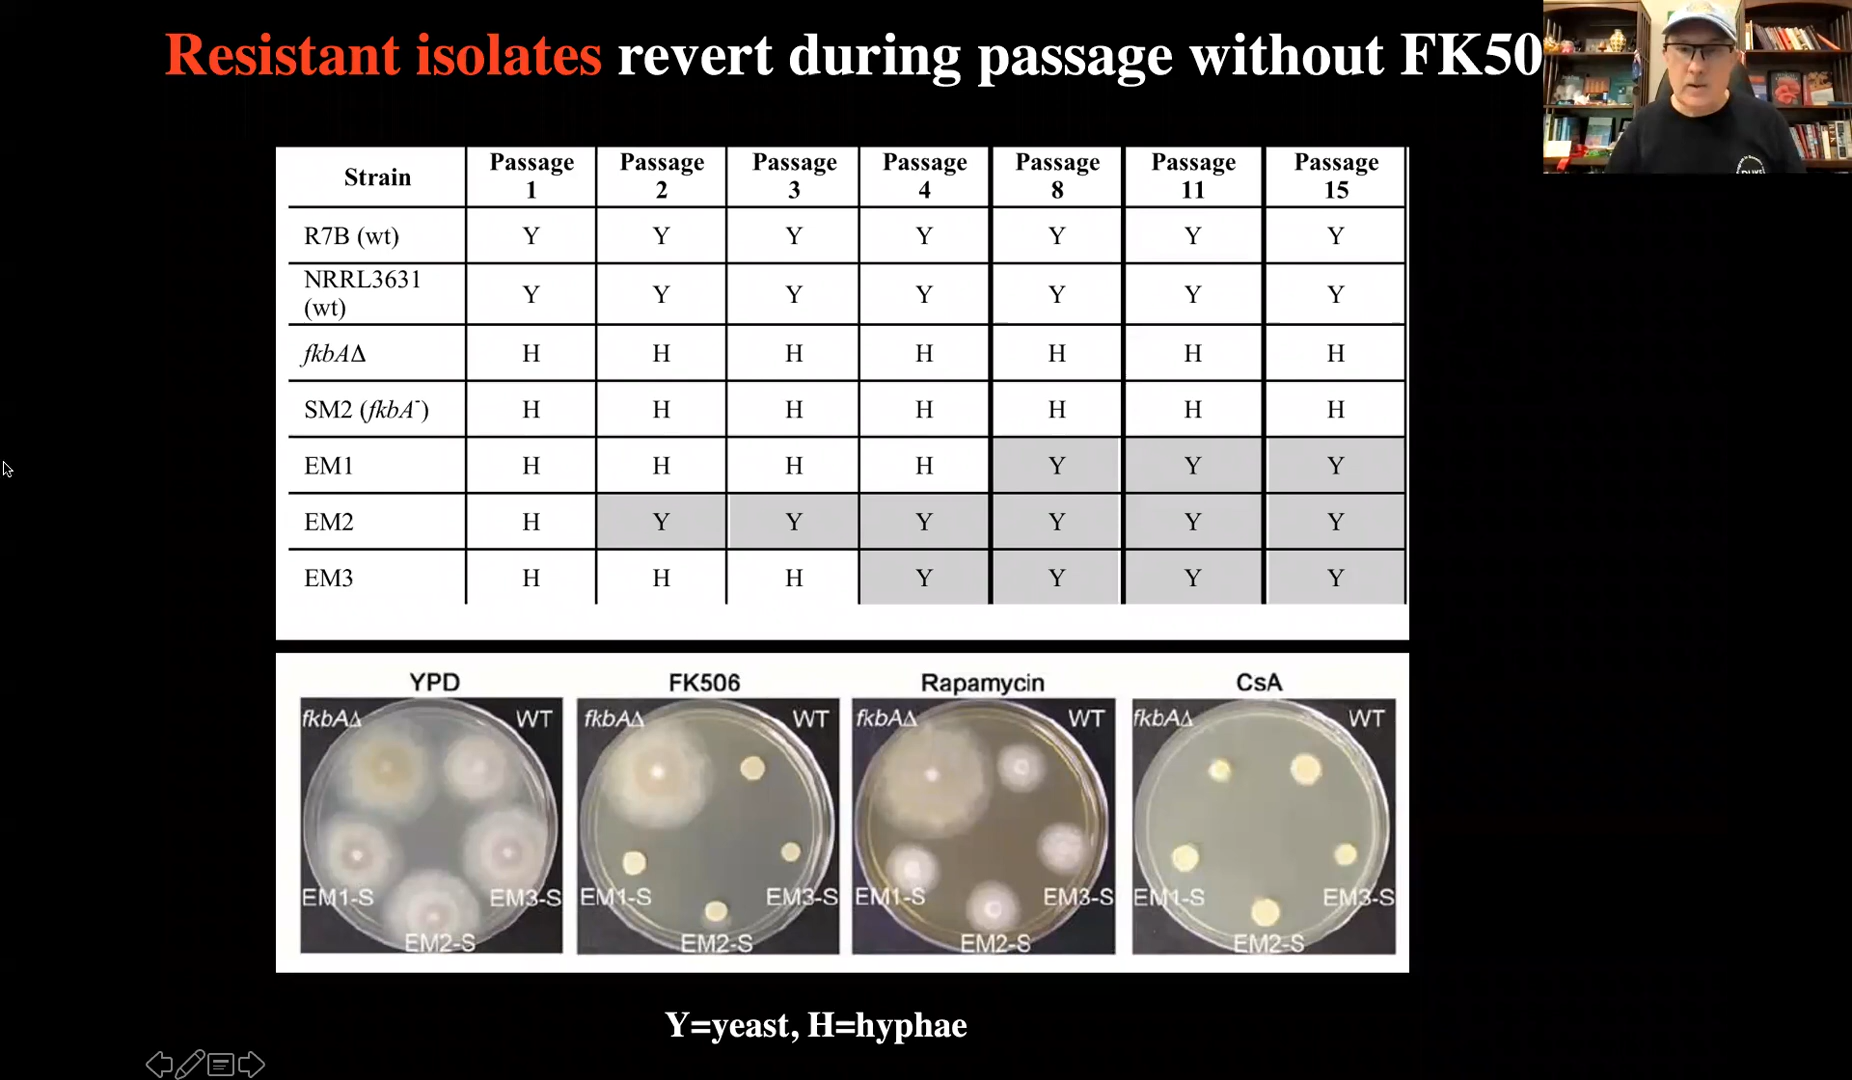 Resistant isolates revert during passage without FK50
Strain Passage 1 Passage 2 Passage 3 Passage 4 Passage 8 Passage 11 Passage 15
R7B (wt) Y Y Y Y Y Y Y
NRRL3631 (wt) Y Y Y Y Y Y Y
fkbAΔ H H H H H H H
SM2 (fkbA⁻) H H H H H H H
EM1 H H H H Y Y Y
EM2 H Y Y Y Y Y Y
EM3 H H H Y Y Y Y
YPD FK506 Rapamycin CsA
fkbAΔ WT fkbAΔ WT fkbAΔ WT fkbAΔ WT
EM1-S EM3-S EM1-S EM3-S EM1-S EM3-S EM1-S EM3-S
EM2-S EM2-S EM2-S EM2-S
Y=yeast, H=hyphae